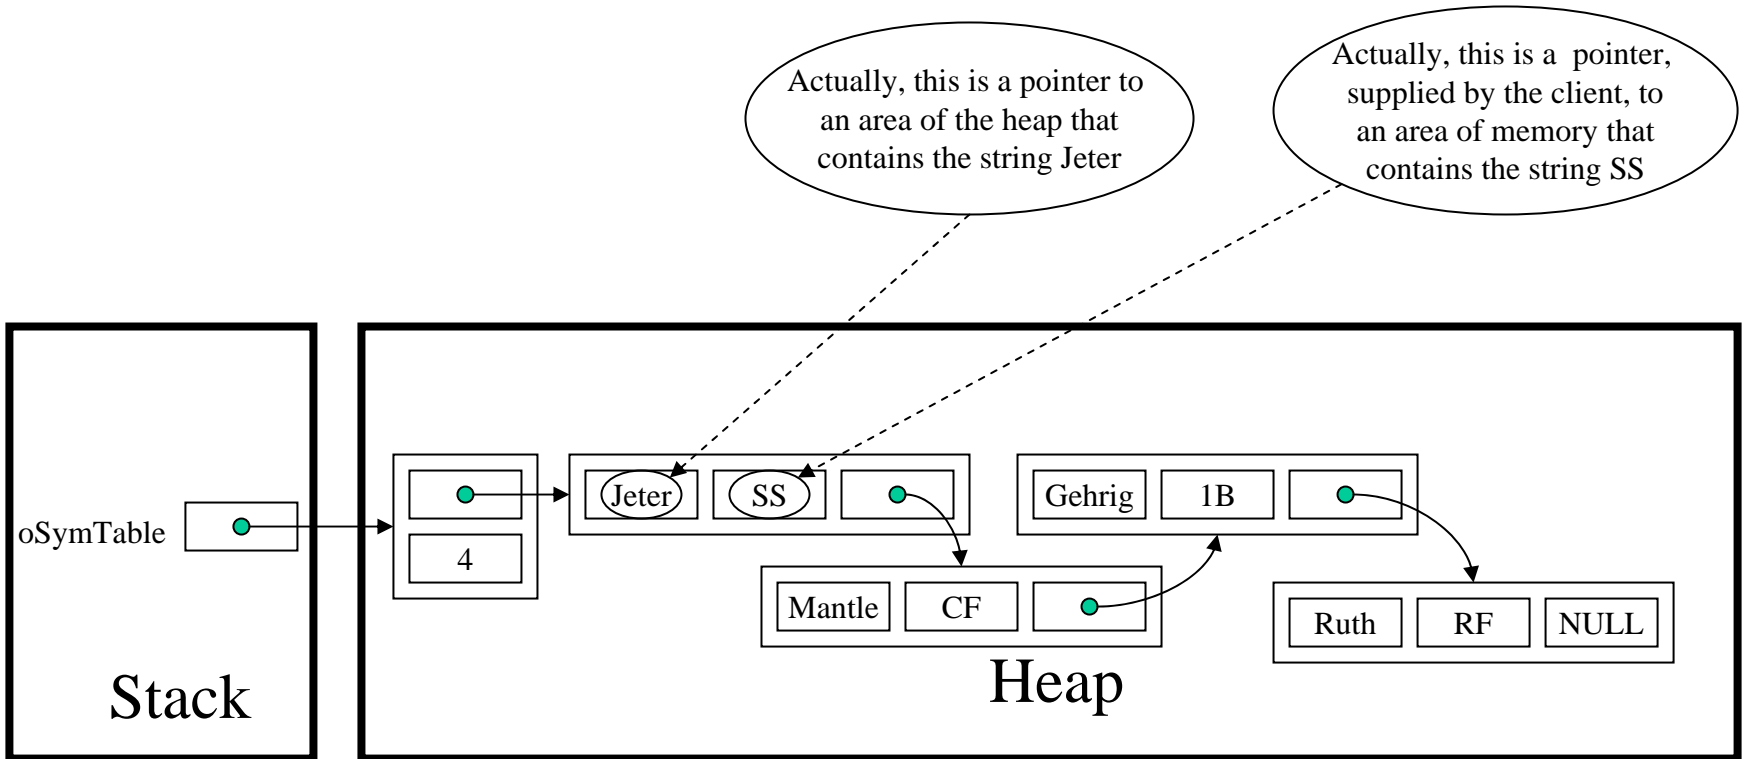 Actually, this is a pointer to
an area of the heap that
contains the string Jeter
Actually, this is a pointer,
supplied by the client, to
an area of memory that
contains the string SS
oSymTable
4
Jeter
SS
Mantle
CF
Gehrig
1B
Ruth
RF
NULL
Stack
Heap